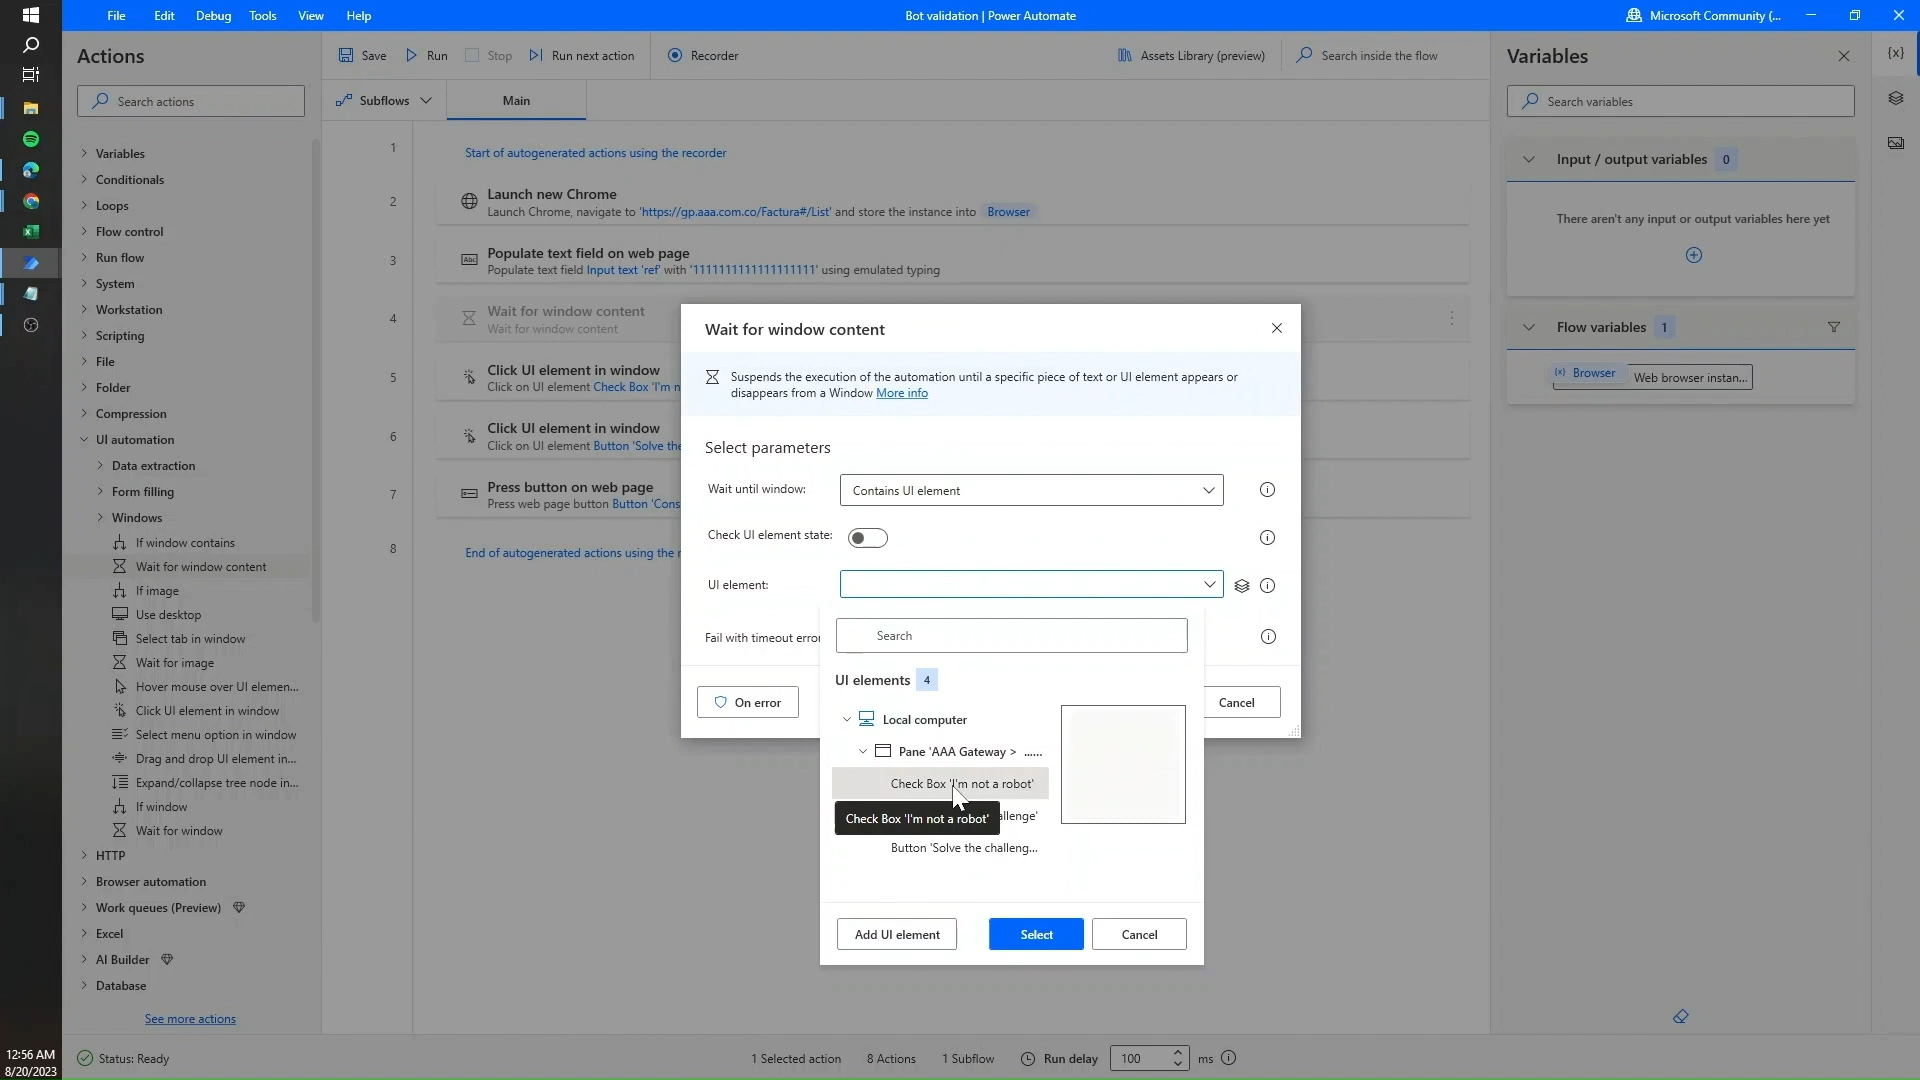 File Edit Debug Tools View Help
Bot validation | Power Automate
Microsoft Community (...
Actions
Search actions
Variables
Conditionals
Loops
Flow control
Run flow
System
Workstation
Scripting
File
Folder
Compression
UI automation
Data extraction
Form filling
Windows
If window contains
Wait for window content
If image
Use desktop
Select tab in window
Wait for image
Hover mouse over UI elemen...
Click UI element in window
Select menu option in window
Drag and drop UI element in...
Expand/collapse tree node in...
If window
Wait for window
HTTP
Browser automation
Work queues (Preview)
Excel
AI Builder
Database
See more actions
Save Run Stop Run next action Recorder
Assets Library (preview) Search inside the flow
Subflows Main
1 Start of autogenerated actions using the recorder
2 Launch new Chrome
Launch Chrome, navigate to 'https://gp.aaa.com.co/Factura#/List' and store the instance into Browser
3 Populate text field on web page
Abc
Populate text field Input text 'ref' with '11111111111111111' using emulated typing
4 Wait for window content
Wait for window content
5 Click UI element in window
Click on UI element Check Box 'I'm n
6 Click UI element in window
Click on UI element Button 'Solve the
7 Press button on web page
Press web page button Button 'Cons
8 End of autogenerated actions using the r
Wait for window content
Suspends the execution of the automation until a specific piece of text or UI element appears or
disappears from a Window More info
Select parameters
Wait until window: Contains UI element
Check UI element state:
UI element:
Fail with timeout error
On error
Cancel
Search
UI elements 4
Local computer
Pane 'AAA Gateway > ......
Check Box 'I'm not a robot'
Check Box 'I'm not a robot'
allenge'
Button 'Solve the challeng...
Add UI element Select Cancel
Variables
{x}
Search variables
Input / output variables 0
There aren't any input or output variables here yet
Flow variables 1
(x) Browser Web browser instan...
Status: Ready
1 Selected action 8 Actions 1 Subflow Run delay 100 ms
12:56 AM
8/20/2023